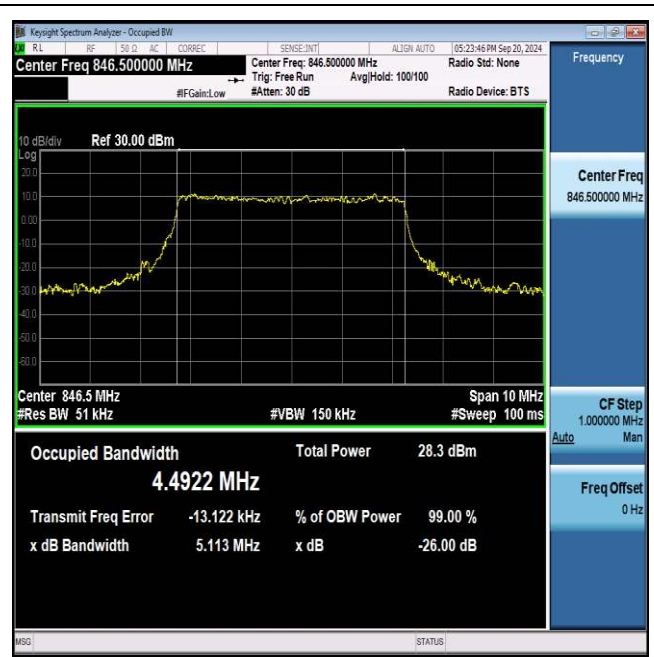 Keysight Spectrum Analyzer - Occupied BW
RL RF 50 Ω AC CORREC SENSE:INT ALIGN AUTO 05:23:46 PM Sep 20, 2024
Center Freq 846.500000 MHz
Center Freq: 846.500000 MHz Radio Std: None
Trig: Free Run Avg|Hold: 100/100
#IFGain:Low #Atten: 30 dB Radio Device: BTS
Frequency
10 dB/div Ref 30.00 dBm
Log
20.0
10.0
0.00
-10.0
-20.0
-30.0
-40.0
-50.0
-60.0
Center 846.5 MHz Span 10 MHz
#Res BW 51 kHz #VBW 150 kHz #Sweep 100 ms
Center Freq
846.500000 MHz
CF Step
1.000000 MHz
Auto Man
Freq Offset
0 Hz
Occupied Bandwidth Total Power 28.3 dBm
4.4922 MHz
Transmit Freq Error -13.122 kHz % of OBW Power 99.00 %
x dB Bandwidth 5.113 MHz x dB -26.00 dB
MSG STATUS